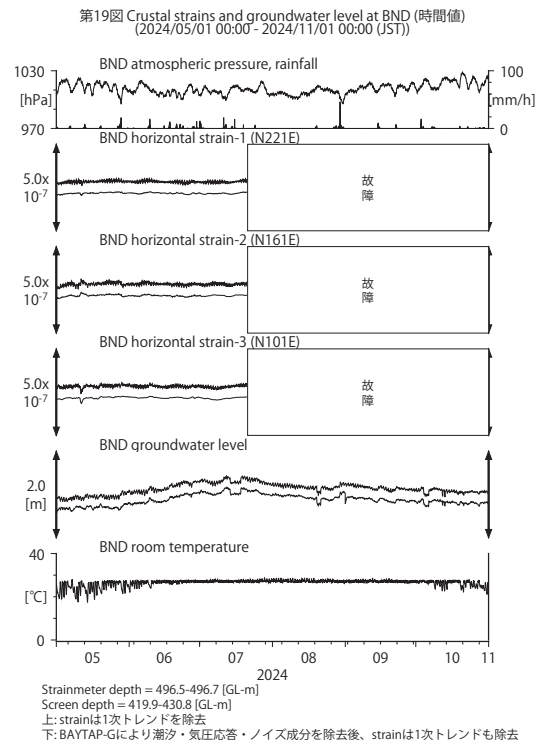 第19図 Crustal strains and groundwater level at BND (時間値)
(2024/05/01 00:00 - 2024/11/01 00:00 (JST))
BND atmospheric pressure, rainfall
1030
100
[hPa]
[mm/h]
970
0
BND horizontal strain-1 (N221E)
5.0x
10-7
故
障
BND horizontal strain-2 (N161E)
5.0x
10-7
故
障
BND horizontal strain-3 (N101E)
5.0x
10-7
故
障
BND groundwater level
2.0
[m]
BND room temperature
40
[℃]
0
05 06 07 08 09 10 11
2024
Strainmeter depth = 496.5-496.7 [GL-m]
Screen depth = 419.9-430.8 [GL-m]
上: strainは1次トレンドを除去
下: BAYTAP-Gにより潮汐・気圧応答・ノイズ成分を除去後、strainは1次トレンドも除去